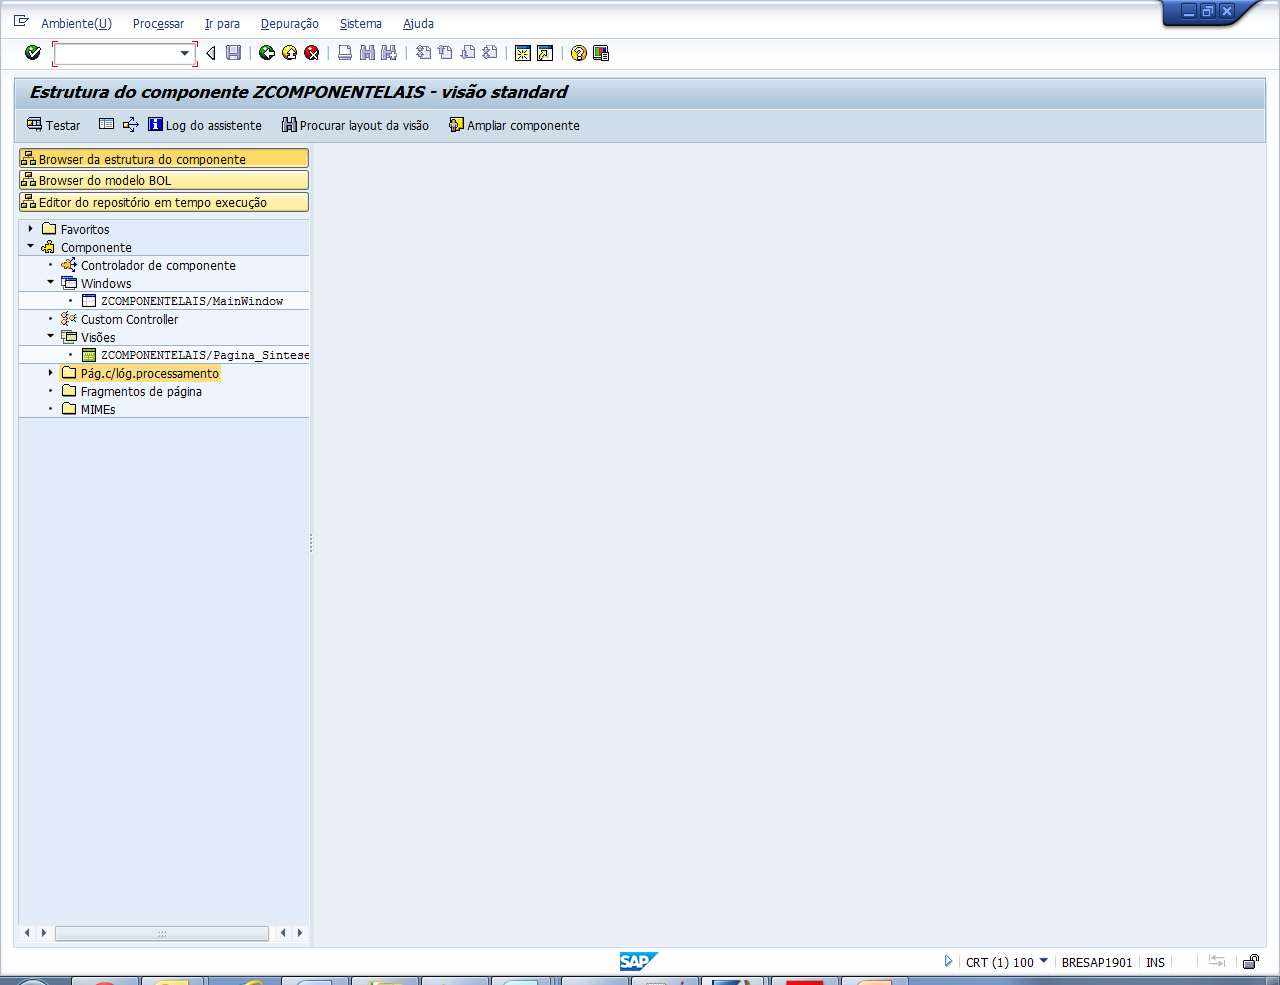 Ambiente(U) Processar Ir para Depuração Sistema Ajuda
Estrutura do componente ZCOMPONENTELAIS - visão standard
Testar Log do assistente Procurar layout da visão Ampliar componente
Browser da estrutura do componente
Browser do modelo BOL
Editor do repositório em tempo execução
Favoritos
Componente
Controlador de componente
Windows
ZCOMPONENTELAIS/MainWindow
Custom Controller
Visões
ZCOMPONENTELAIS/Pagina_Sintese
Pág.c/lóg.processamento
Fragmentos de página
MIMEs
SAP CRT (1) 100 BRESAP1901 INS